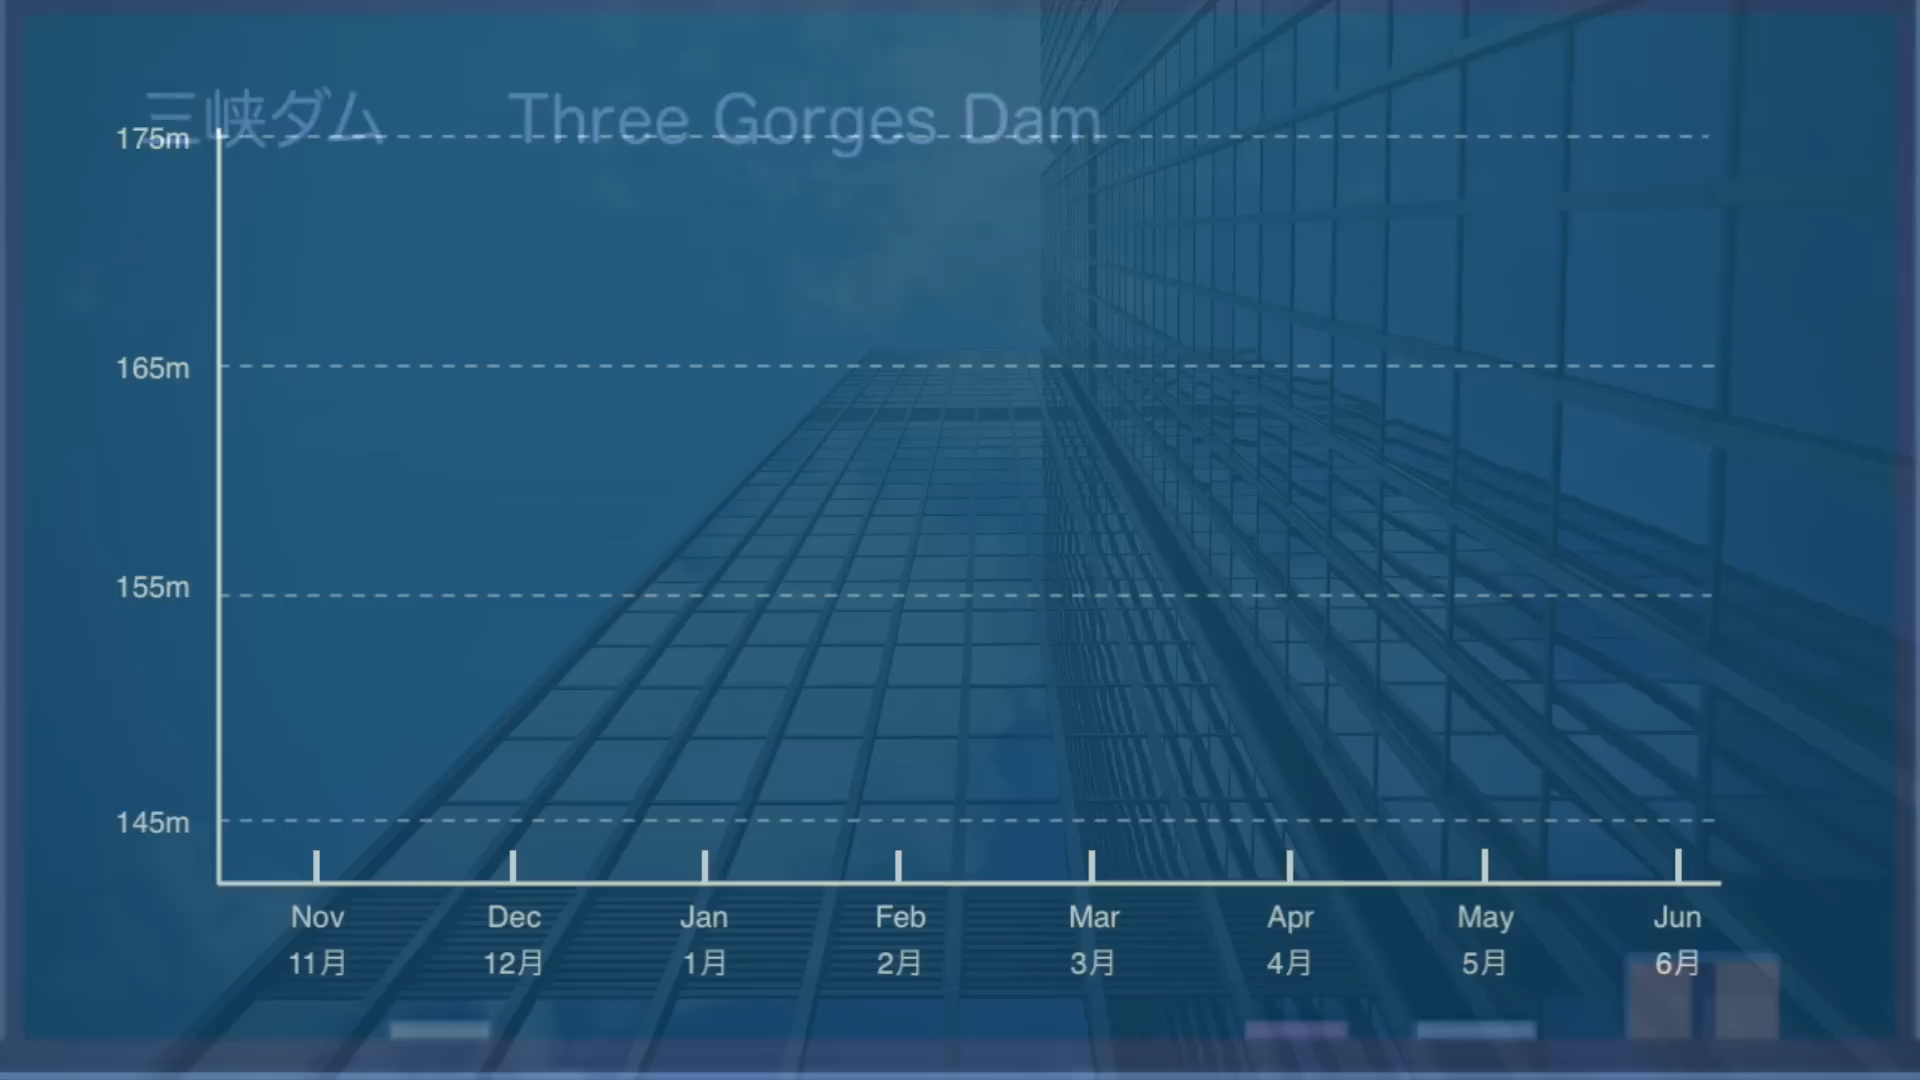 三峡ダム Three Gorges Dam
175m
165m
155m
145m
Nov Dec Jan Feb Mar Apr May Jun
11月 12月 1月 2月 3月 4月 5月 6月